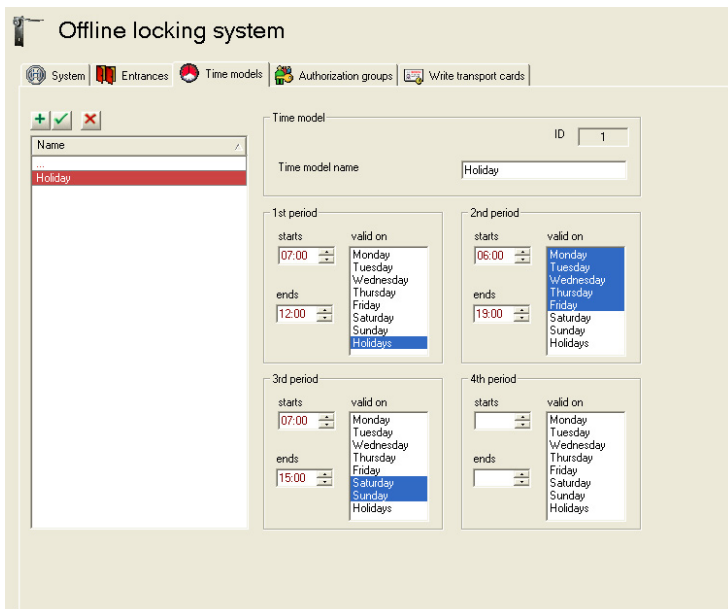 Offline locking system
System Entrances Time models Authorization groups Write transport cards
Name
...
Holiday
Time model
ID 1
Time model name Holiday
1st period
starts valid on
07:00
Monday
Tuesday
Wednesday
Thursday
Friday
Saturday
Sunday
Holidays
ends
12:00
2nd period
starts valid on
06:00
Monday
Tuesday
Wednesday
Thursday
Friday
Saturday
Sunday
Holidays
ends
19:00
3rd period
starts valid on
07:00
Monday
Tuesday
Wednesday
Thursday
Friday
Saturday
Sunday
Holidays
ends
15:00
4th period
starts valid on
Monday
Tuesday
Wednesday
Thursday
Friday
Saturday
Sunday
Holidays
ends